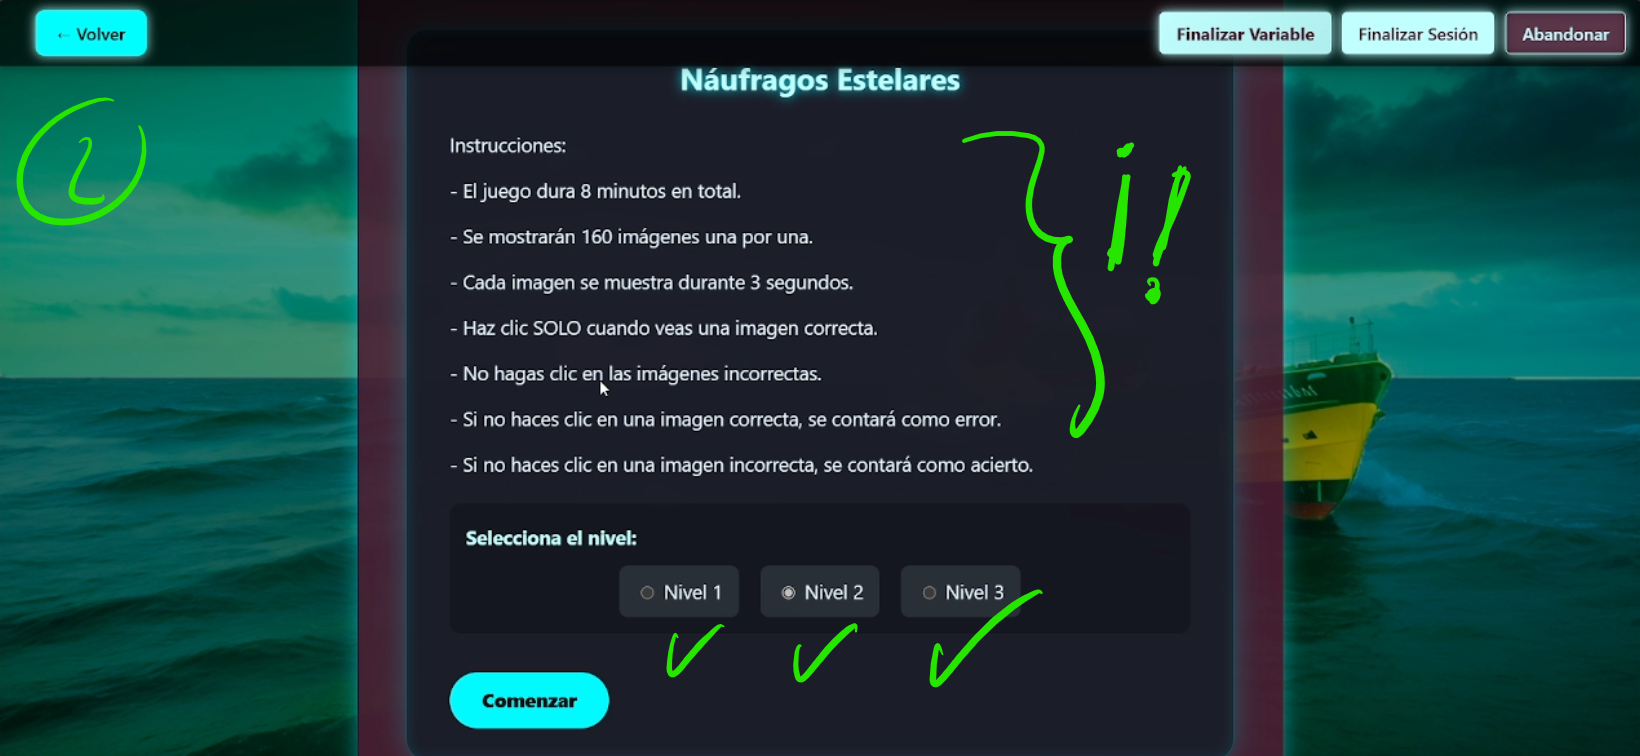 ← Volver
Finalizar Variable
Finalizar Sesión
Abandonar
Náufragos Estelares
2
Instrucciones:
- El juego dura 8 minutos en total.
- Se mostrarán 160 imágenes una por una.
- Cada imagen se muestra durante 3 segundos.
- Haz clic SOLO cuando veas una imagen correcta.
- No hagas clic en las imágenes incorrectas.
- Si no haces clic en una imagen correcta, se contará como error.
- Si no haces clic en una imagen incorrecta, se contará como acierto.
¡!
Selecciona el nivel:
Nivel 1
Nivel 2
Nivel 3
Comenzar